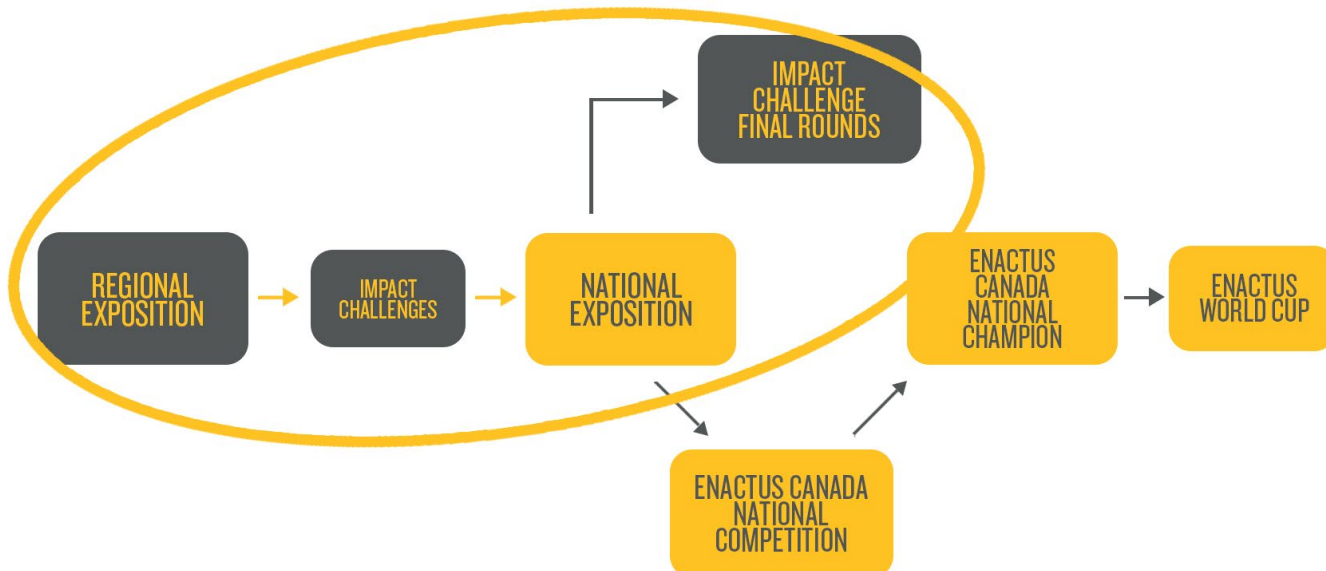 IMPACT
CHALLENGE
FINAL ROUNDS
REGIONAL
EXPOSITION
IMPACT
CHALLENGES
NATIONAL
EXPOSITION
ENACTUS
CANADA
NATIONAL
CHAMPION
ENACTUS
WORLD CUP
ENACTUS CANADA
NATIONAL
COMPETITION